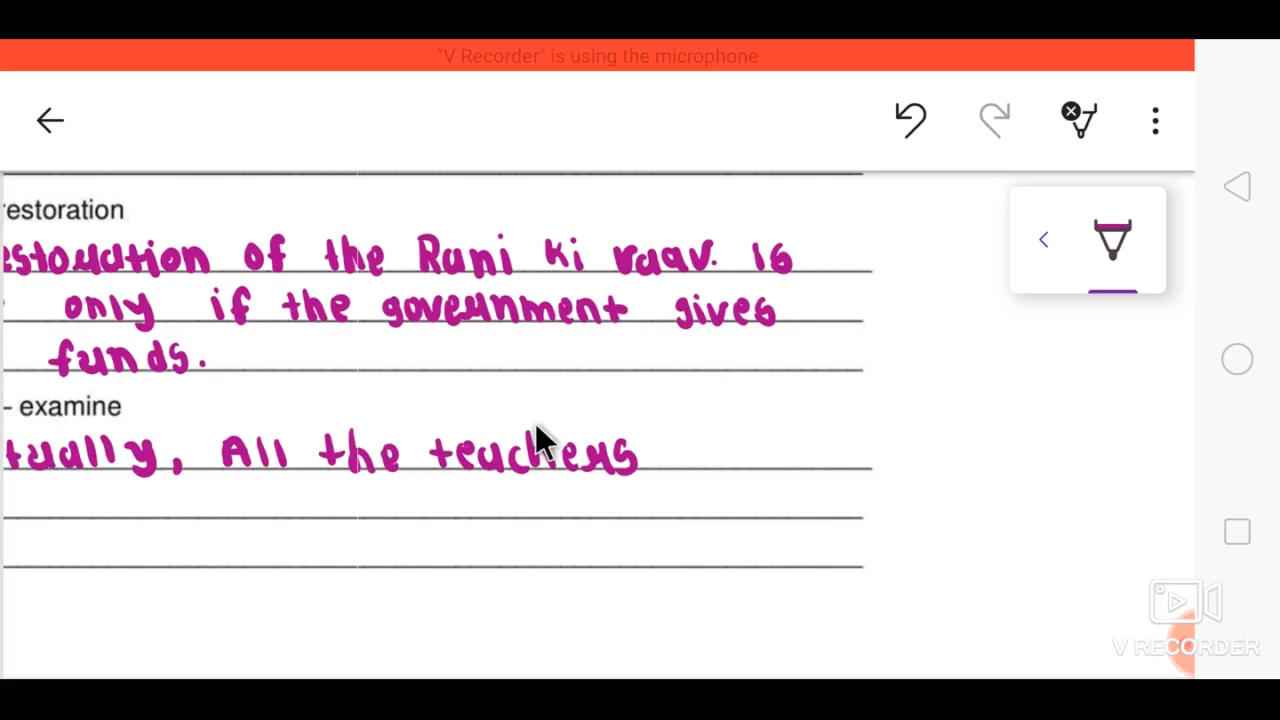 "V Recorder" is using the microphone
restoration
estoration of the Rani ki vaav. is
only if the government gives
funds.
- examine
tually, All the teachers
V RECORDER